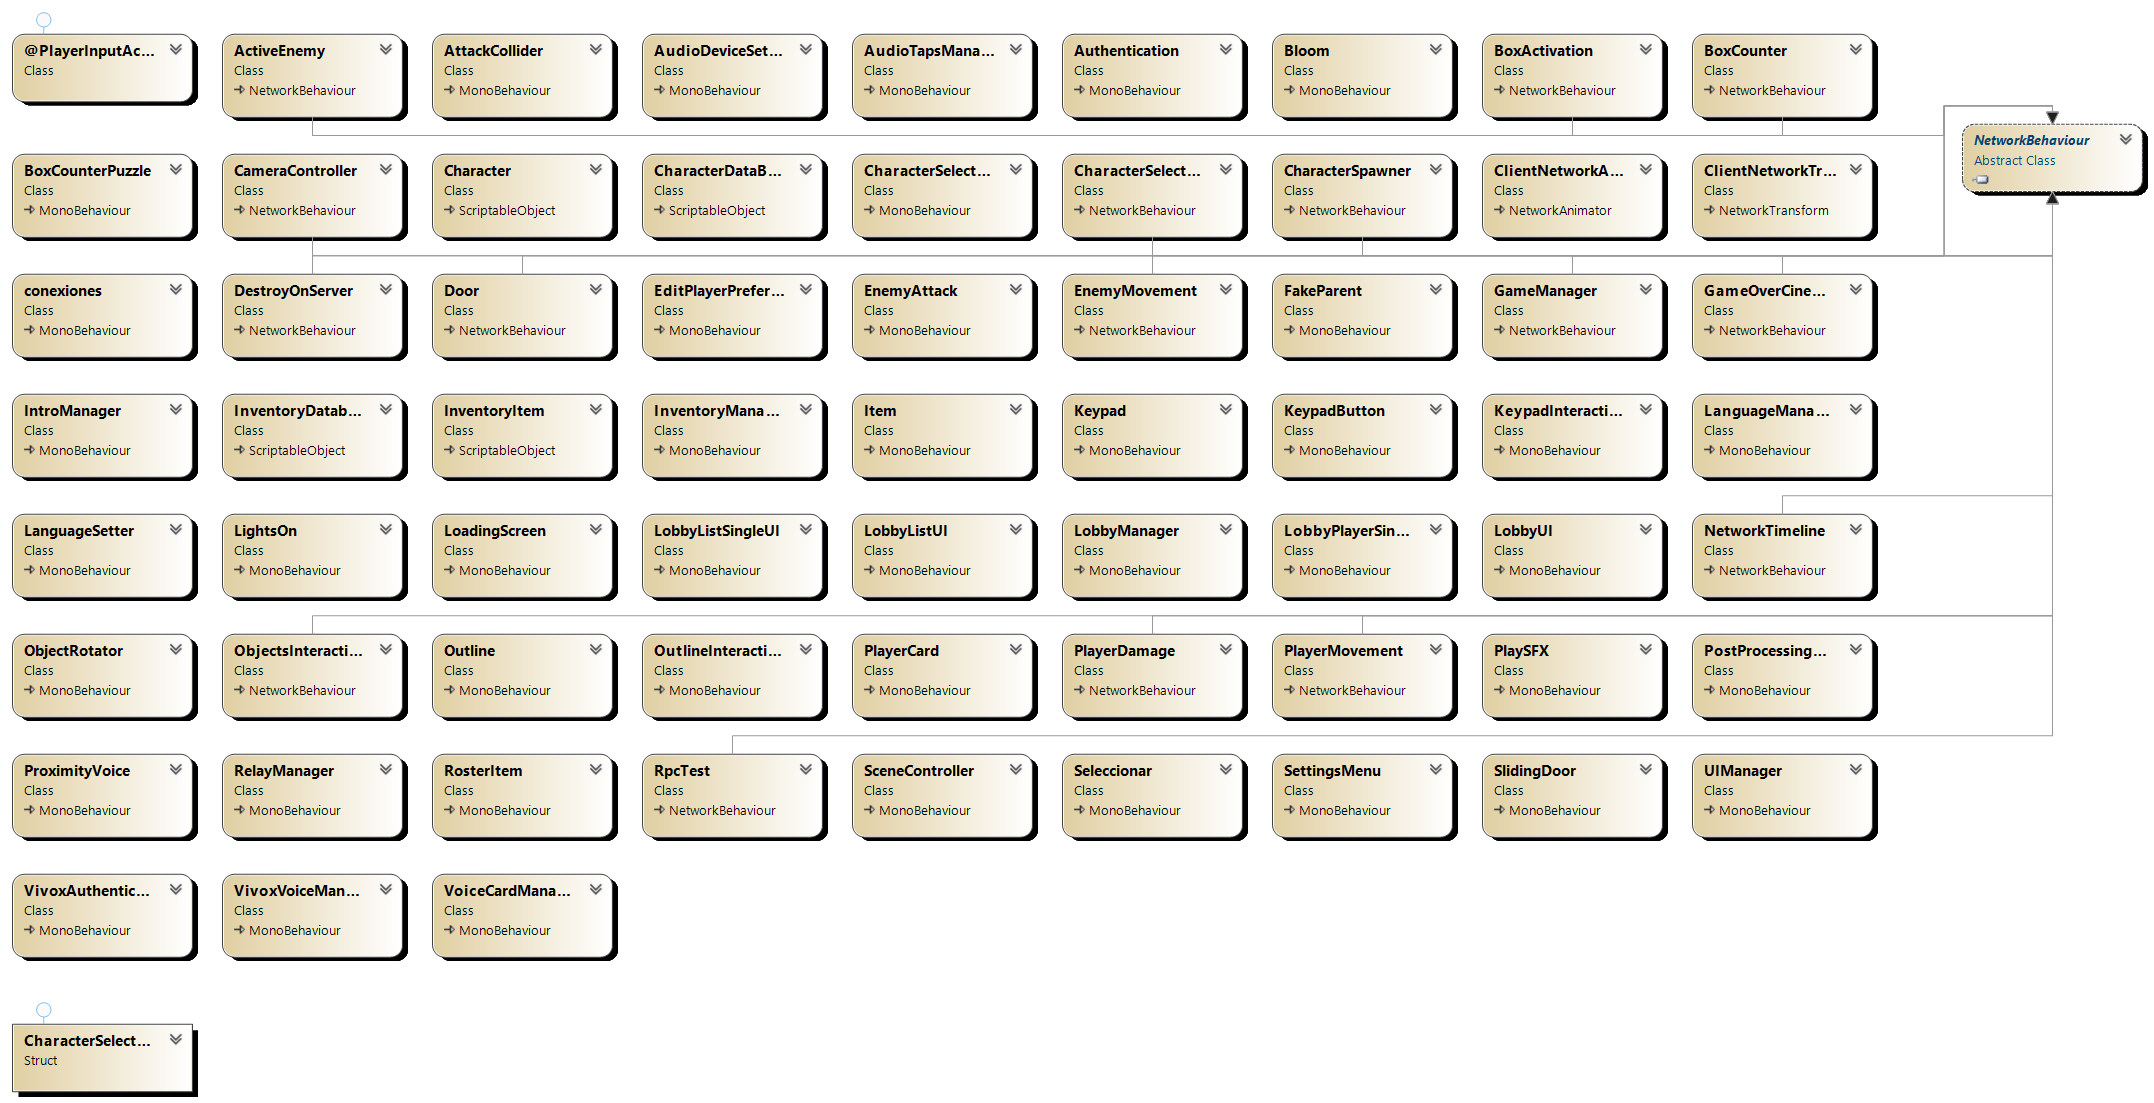 @PlayerInputAc...
Class
ActiveEnemy
Class
NetworkBehaviour
AttackCollider
Class
MonoBehaviour
AudioDeviceSet...
Class
MonoBehaviour
AudioTapsMana...
Class
MonoBehaviour
Authentication
Class
MonoBehaviour
Bloom
Class
MonoBehaviour
BoxActivation
Class
NetworkBehaviour
BoxCounter
Class
NetworkBehaviour
NetworkBehaviour
Abstract Class
BoxCounterPuzzle
Class
MonoBehaviour
CameraController
Class
NetworkBehaviour
Character
Class
ScriptableObject
CharacterDataB...
Class
ScriptableObject
CharacterSelect...
Class
MonoBehaviour
CharacterSelect...
Class
NetworkBehaviour
CharacterSpawner
Class
NetworkBehaviour
ClientNetworkA...
Class
NetworkAnimator
ClientNetworkTr...
Class
NetworkTransform
conexiones
Class
MonoBehaviour
DestroyOnServer
Class
NetworkBehaviour
Door
Class
NetworkBehaviour
EditPlayerPrefer...
Class
MonoBehaviour
EnemyAttack
Class
MonoBehaviour
EnemyMovement
Class
NetworkBehaviour
FakeParent
Class
MonoBehaviour
GameManager
Class
NetworkBehaviour
GameOverCine...
Class
NetworkBehaviour
IntroManager
Class
MonoBehaviour
InventoryDatab...
Class
ScriptableObject
InventoryItem
Class
ScriptableObject
InventoryMana...
Class
MonoBehaviour
Item
Class
MonoBehaviour
Keypad
Class
MonoBehaviour
KeypadButton
Class
MonoBehaviour
KeypadInteracti...
Class
MonoBehaviour
LanguageMana...
Class
MonoBehaviour
LanguageSetter
Class
MonoBehaviour
LightsOn
Class
MonoBehaviour
LoadingScreen
Class
MonoBehaviour
LobbyListSingleUI
Class
MonoBehaviour
LobbyListUI
Class
MonoBehaviour
LobbyManager
Class
MonoBehaviour
LobbyPlayerSin...
Class
MonoBehaviour
LobbyUI
Class
MonoBehaviour
NetworkTimeline
Class
NetworkBehaviour
ObjectRotator
Class
MonoBehaviour
ObjectsInteracti...
Class
NetworkBehaviour
Outline
Class
MonoBehaviour
OutlineInteracti...
Class
MonoBehaviour
PlayerCard
Class
MonoBehaviour
PlayerDamage
Class
NetworkBehaviour
PlayerMovement
Class
NetworkBehaviour
PlaySFX
Class
MonoBehaviour
PostProcessing...
Class
MonoBehaviour
ProximityVoice
Class
MonoBehaviour
RelayManager
Class
MonoBehaviour
RosterItem
Class
MonoBehaviour
RpcTest
Class
NetworkBehaviour
SceneController
Class
MonoBehaviour
Seleccionar
Class
MonoBehaviour
SettingsMenu
Class
MonoBehaviour
SlidingDoor
Class
MonoBehaviour
UIManager
Class
MonoBehaviour
VivoxAuthentic...
Class
MonoBehaviour
VivoxVoiceMan...
Class
MonoBehaviour
VoiceCardMana...
Class
MonoBehaviour
CharacterSelect...
Struct